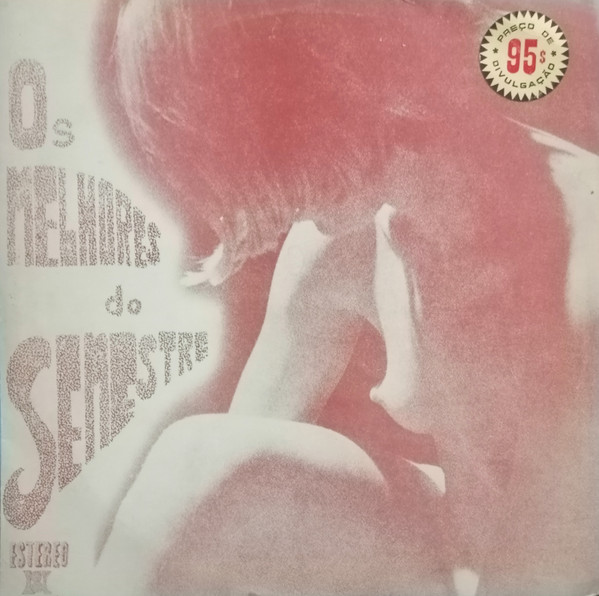 Os
MELHORES
do
SEMESTRE
ESTEREO
PREÇO DE
95$
DIVULGAÇÃO